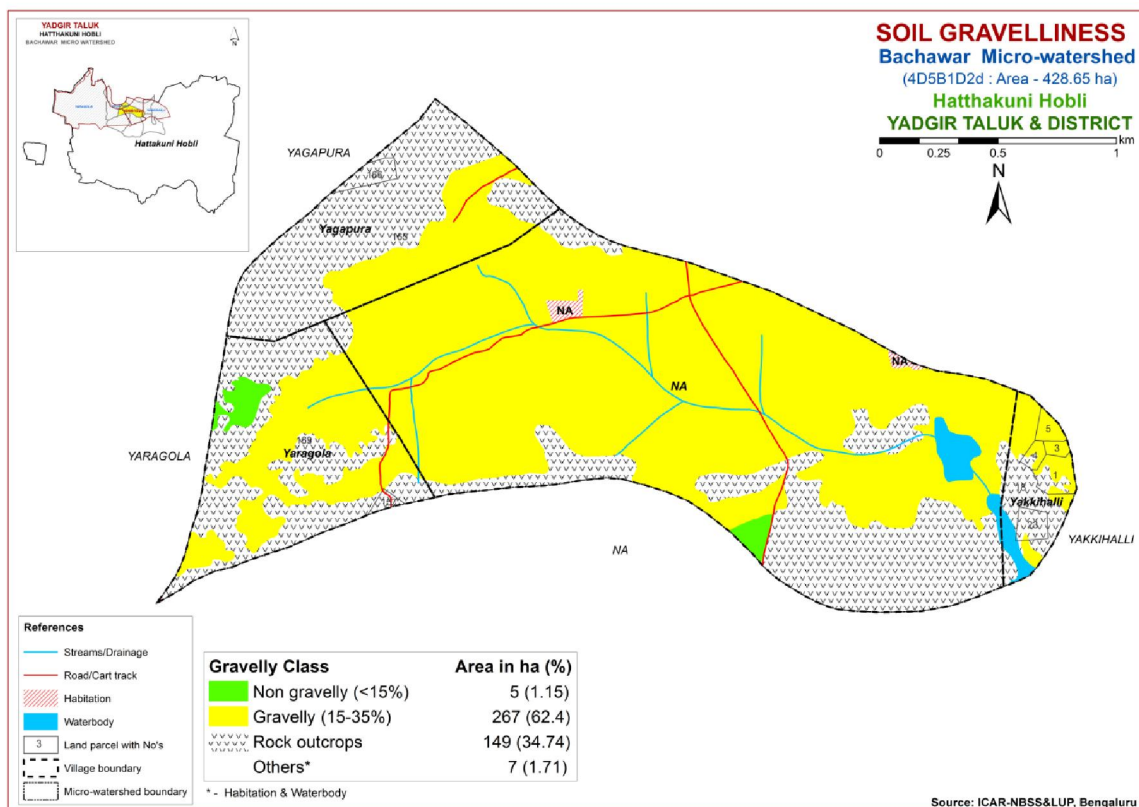 YADGIR TALUK
HATTHAKUNI HOBLI
BACHAWAR MICRO WATERSHED
N
Hattakuni Hobli
SOIL GRAVELLINESS
Bachawar Micro-watershed
(4D5B1D2d : Area - 428.65 ha)
Hatthakuni Hobli
YADGIR TALUK & DISTRICT
km
0 0.25 0.5 1
N
YAGAPURA
Yagapura
NA
NA
NA
YARAGOLA
Yaragola
5
3
4
1
Yakkihalli
YAKKIHALLI
NA
References
Streams/Drainage
Road/Cart track
Habitation
Waterbody
3 Land parcel with No's
Village boundary
Micro-watershed boundary
Gravelly Class Area in ha (%)
Non gravelly (<15%) 5 (1.15)
Gravelly (15-35%) 267 (62.4)
Rock outcrops 149 (34.74)
Others* 7 (1.71)
* - Habitation & Waterbody
Source: ICAR-NBSS&LUP, Bengaluru